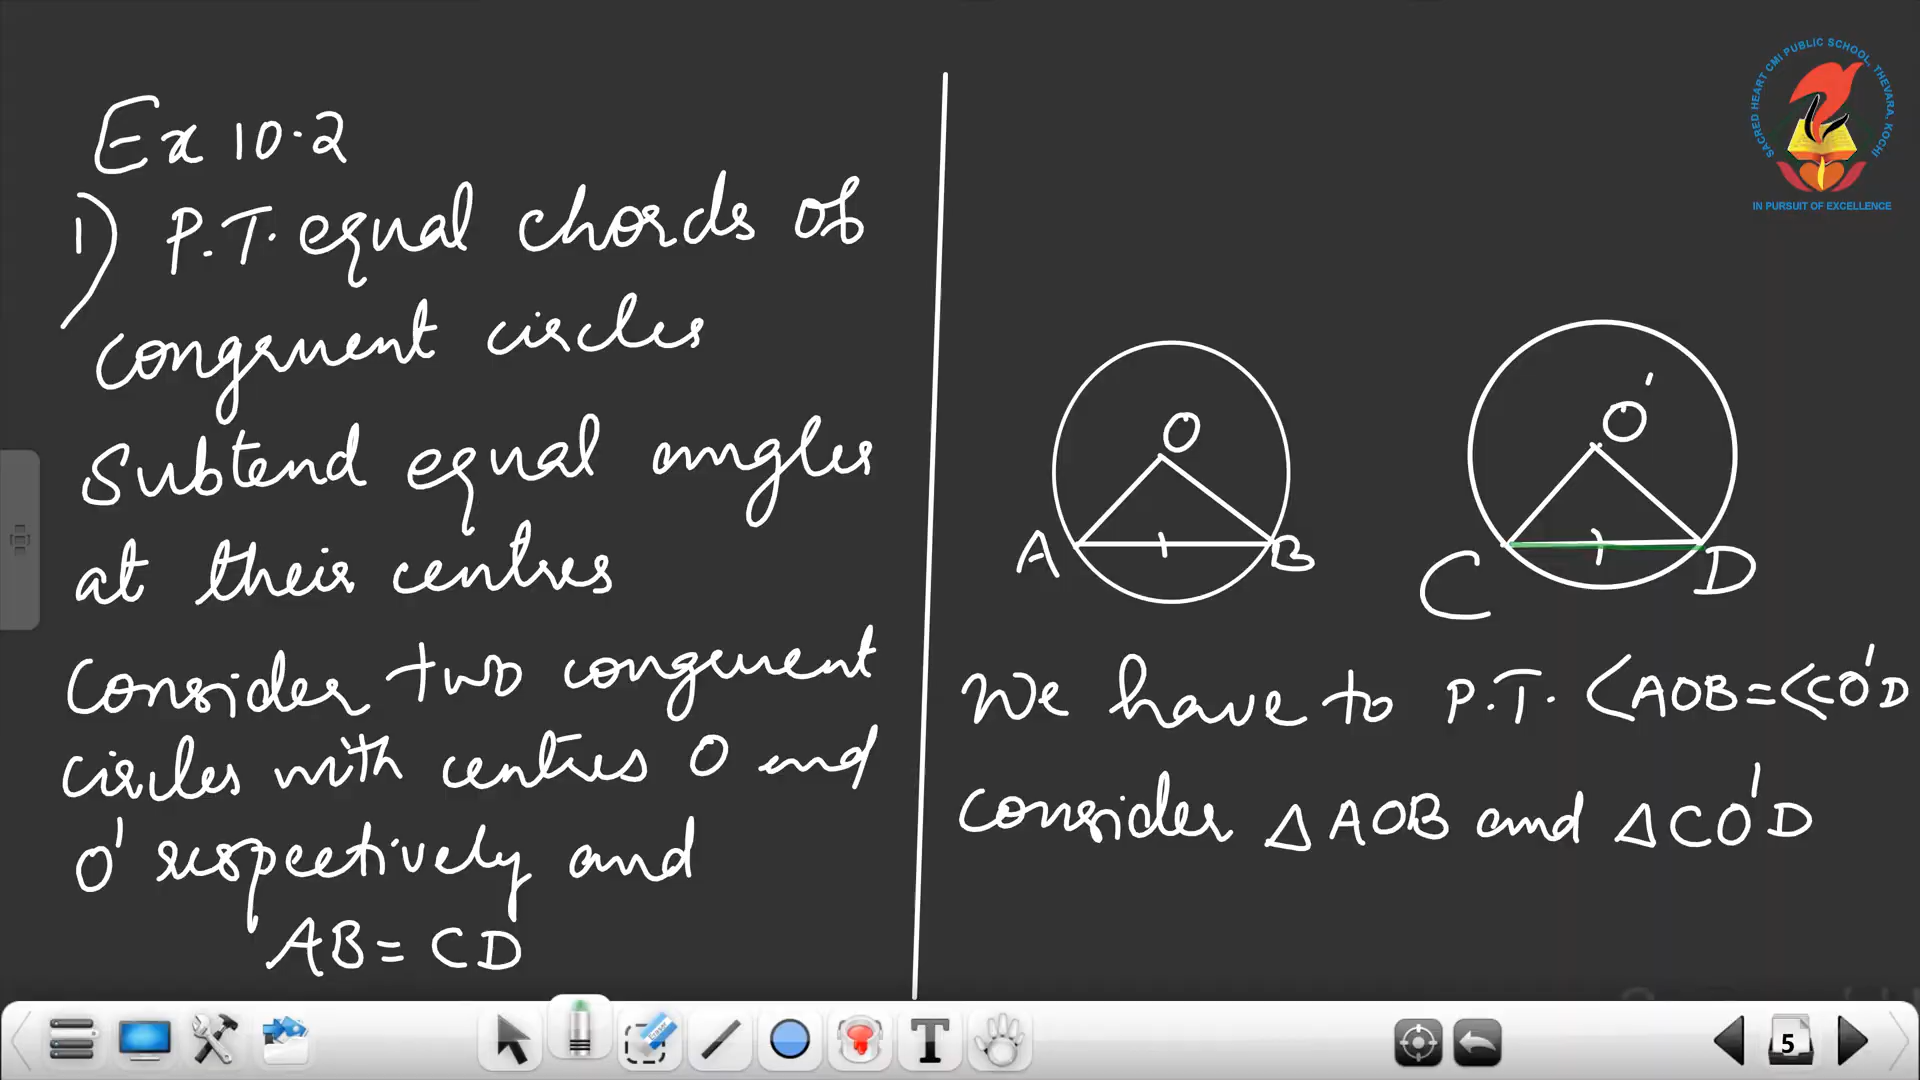 Ex 10.2
1) P.T. equal chords of
congruent circles
Subtend equal angles
at their centres
Consider two congruent
circles with centres O and
O' respectively and
AB = CD
SACRED HEART CMI PUBLIC SCHOOL, THEVARA, KOCHI
IN PURSUIT OF EXCELLENCE
O
A
B
O'
C
D
We have to P.T. <AOB = <CO'D
Consider △AOB and △CO'D
T
5